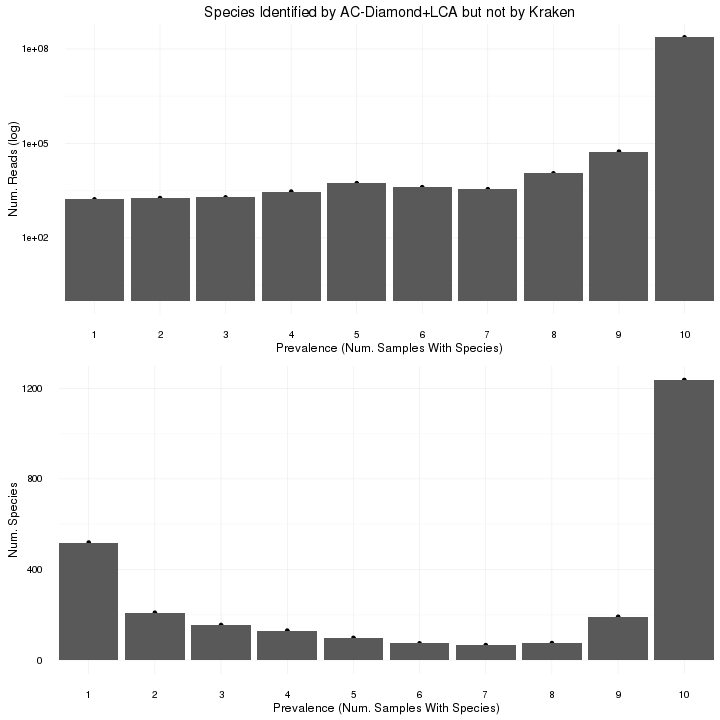 Species Identified by AC-Diamond+LCA but not by Kraken
Num. Reads (log)
1e+08
1e+05
1e+02
1 2 3 4 5 6 7 8 9 10
Prevalence (Num. Samples With Species)
Num. Species
1200
800
400
0
1 2 3 4 5 6 7 8 9 10
Prevalence (Num. Samples With Species)